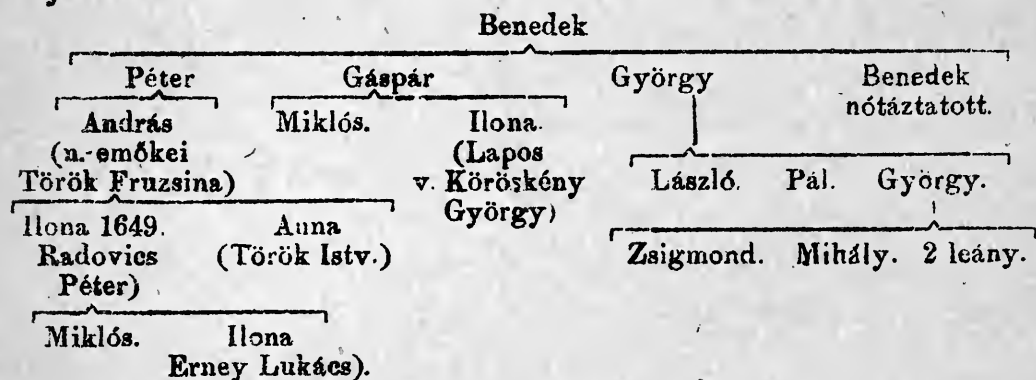 Benedek
Péter Gáspár György Benedek
nótáztatott.
András Miklós. Ilona.
(n.-emőkei (Lapos
Török Fruzsina) v. Köröskény László. Pál. György.
György)
Ilona 1649. Anna
Radovics (Török Istv.) Zsigmond. Mihály. 2 leány.
Péter)
Miklós. Ilona
Erney Lukács).